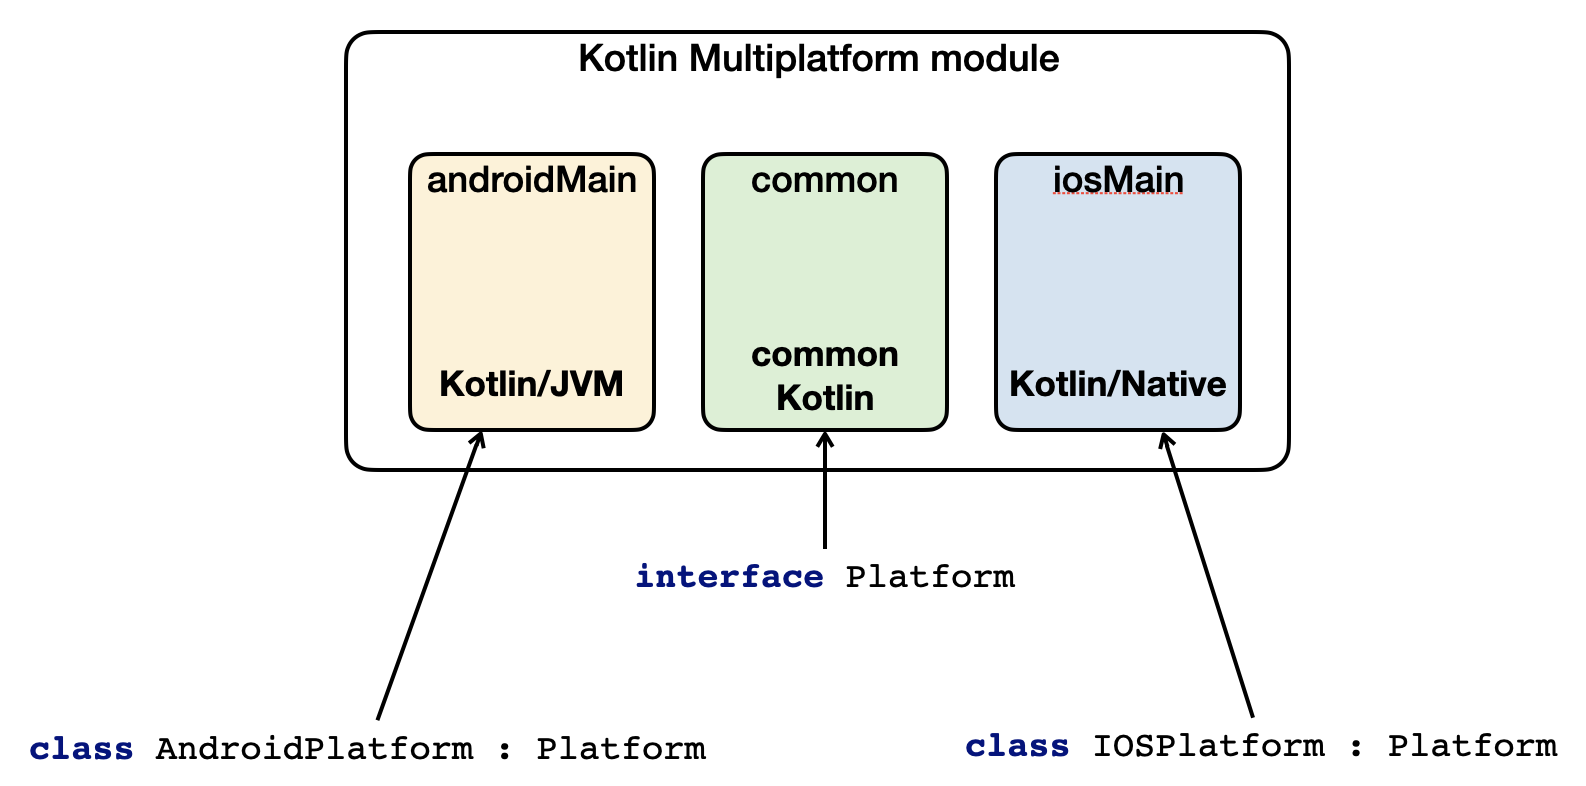 Kotlin Multiplatform module
androidMain
Kotlin/JVM
common
common
Kotlin
iosMain
Kotlin/Native
interface Platform
class AndroidPlatform : Platform
class IOSPlatform : Platform